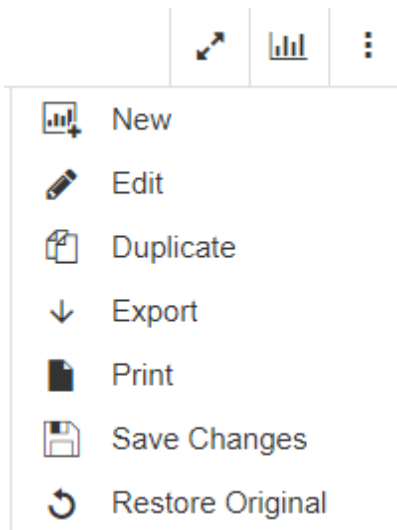 New
Edit
Duplicate
Export
Print
Save Changes
Restore Original